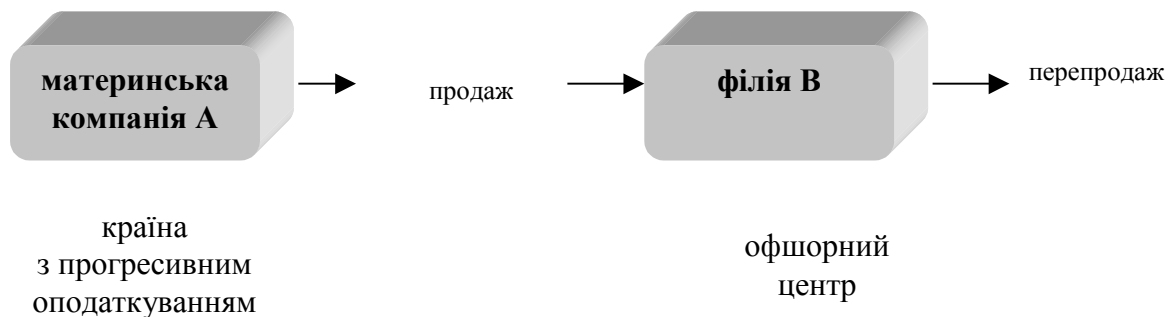 материнська
компанія А
продаж
філія В
перепродаж
країна
з прогресивним
оподаткуванням
офшорний
центр